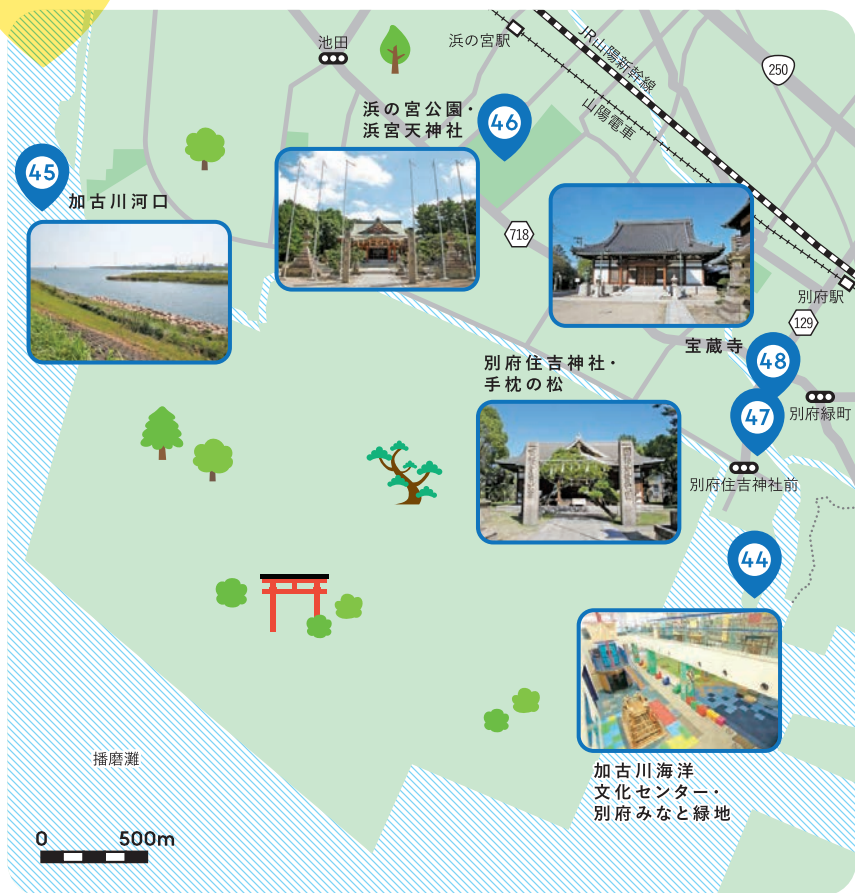 池田
浜の宮駅
JR山陽新幹線
山陽電車
250
浜の宮公園・
浜宮天神社
46
45
加古川河口
718
別府駅
129
宝蔵寺
48
別府住吉神社・
手枕の松
47
別府緑町
別府住吉神社前
44
加古川海洋
文化センター・
別府みなと緑地
播磨灘
0 500m